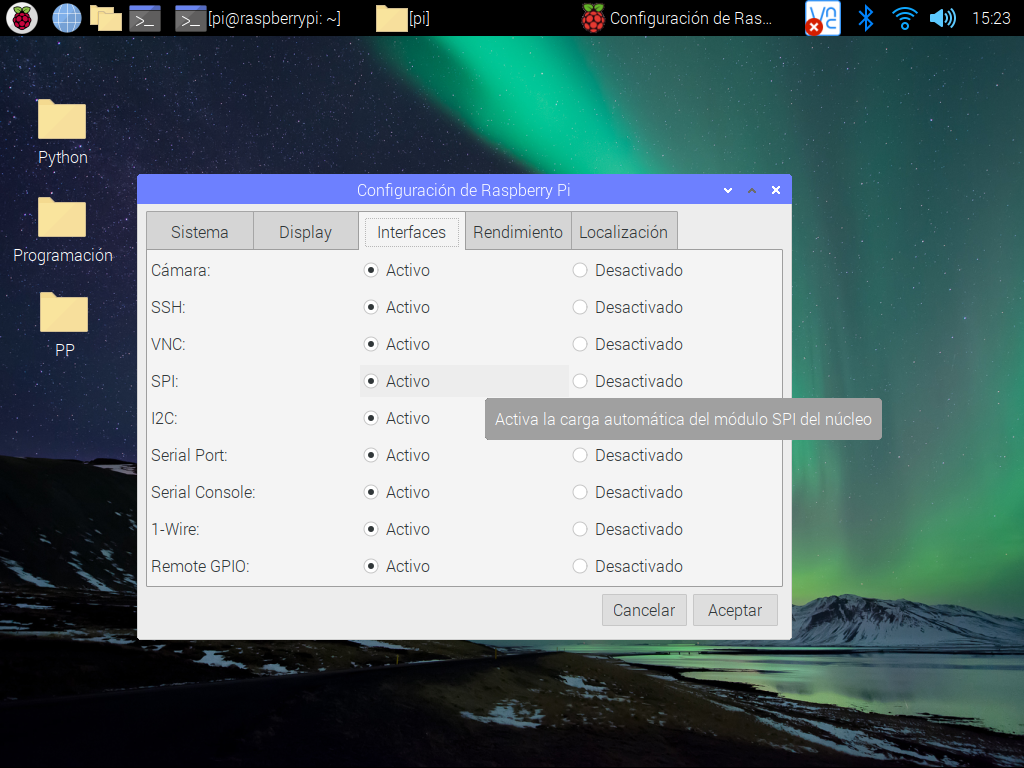 [pi@raspberrypi: ~]
[pi]
Configuración de Ras...
15:23
Python
Programación
PP
Configuración de Raspberry Pi
Sistema Display Interfaces Rendimiento Localización
Cámara: Activo Desactivado
SSH: Activo Desactivado
VNC: Activo Desactivado
SPI: Activo Desactivado
I2C: Activo
Activa la carga automática del módulo SPI del núcleo
Serial Port: Activo Desactivado
Serial Console: Activo Desactivado
1-Wire: Activo Desactivado
Remote GPIO: Activo Desactivado
Cancelar Aceptar